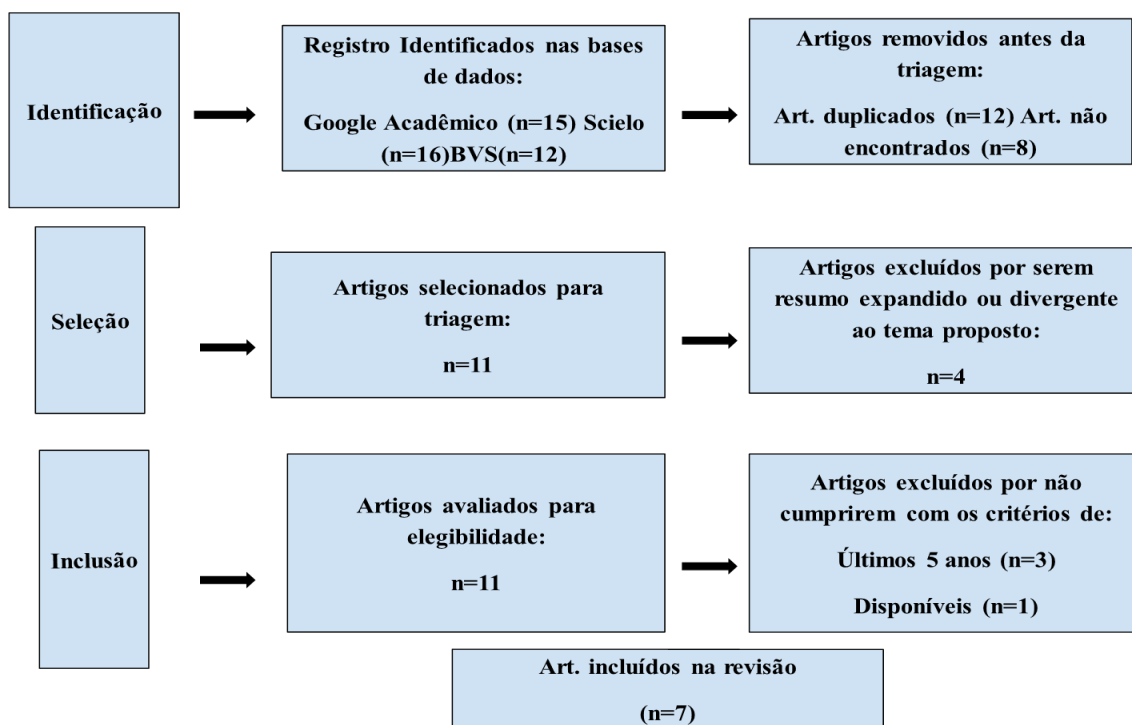 Identificação
Registro Identificados nas bases
de dados:
Google Acadêmico (n=15) Scielo
(n=16)BVS(n=12)
Artigos removidos antes da
triagem:
Art. duplicados (n=12) Art. não
encontrados (n=8)
Seleção
Artigos selecionados para
triagem:
n=11
Artigos excluídos por serem
resumo expandido ou divergente
ao tema proposto:
n=4
Inclusão
Artigos avaliados para
elegibilidade:
n=11
Artigos excluídos por não
cumprirem com os critérios de:
Últimos 5 anos (n=3)
Disponíveis (n=1)
Art. incluídos na revisão
(n=7)